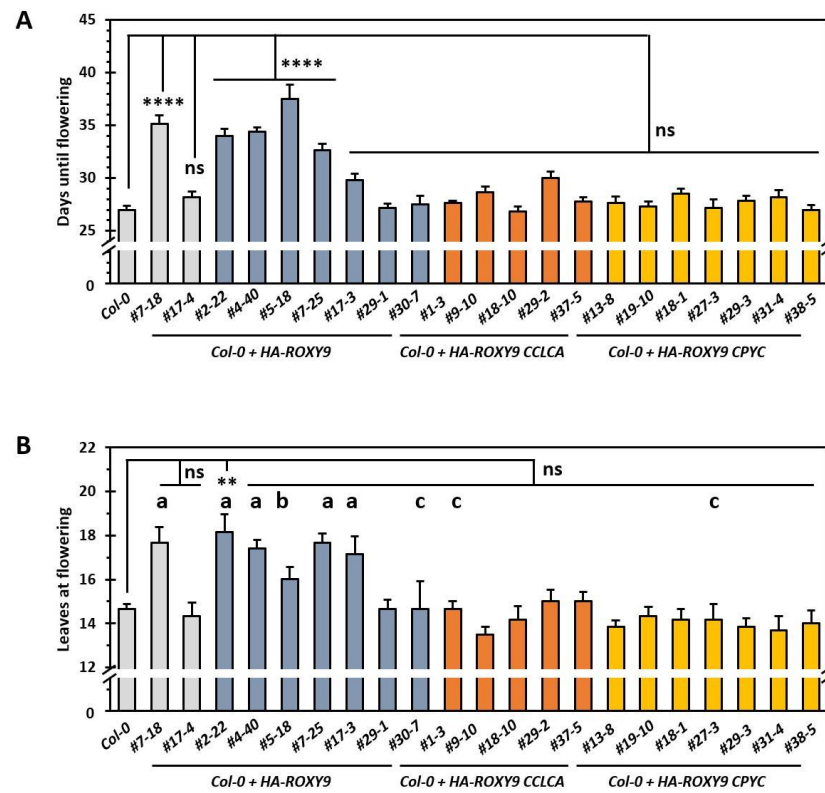 A
Days until flowering
45
40
35
30
25
0
****
ns
****
ns
Col-0 #7-18 #17-4 #2-22 #4-40 #5-18 #7-25 #17-3 #29-1 #30-7 #1-3 #9-10 #18-10 #29-2 #37-5 #13-8 #19-10 #18-1 #27-3 #29-3 #31-4 #38-5
Col-0 + HA-ROXY9 Col-0 + HA-ROXY9 CCLCA Col-0 + HA-ROXY9 CPYC
B
Leaves at flowering
22
20
18
16
14
12
0
ns ** ns
a a a b a a c c c
Col-0 #7-18 #17-4 #2-22 #4-40 #5-18 #7-25 #17-3 #29-1 #30-7 #1-3 #9-10 #18-10 #29-2 #37-5 #13-8 #19-10 #18-1 #27-3 #29-3 #31-4 #38-5
Col-0 + HA-ROXY9 Col-0 + HA-ROXY9 CCLCA Col-0 + HA-ROXY9 CPYC